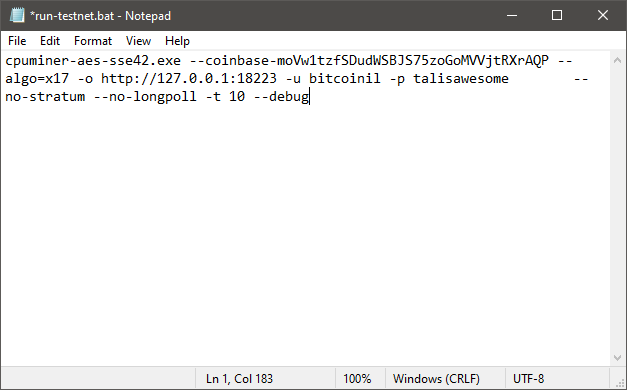 *run-testnet.bat - Notepad
File Edit Format View Help
cpuminer-aes-sse42.exe --coinbase-moVw1tzfSDudWSBJS75zoGoMVVjtRXrAQP --
algo=x17 -o http://127.0.0.1:18223 -u bitcoinil -p talisawesome        --
no-stratum --no-longpoll -t 10 --debug
Ln 1, Col 183 100% Windows (CRLF) UTF-8